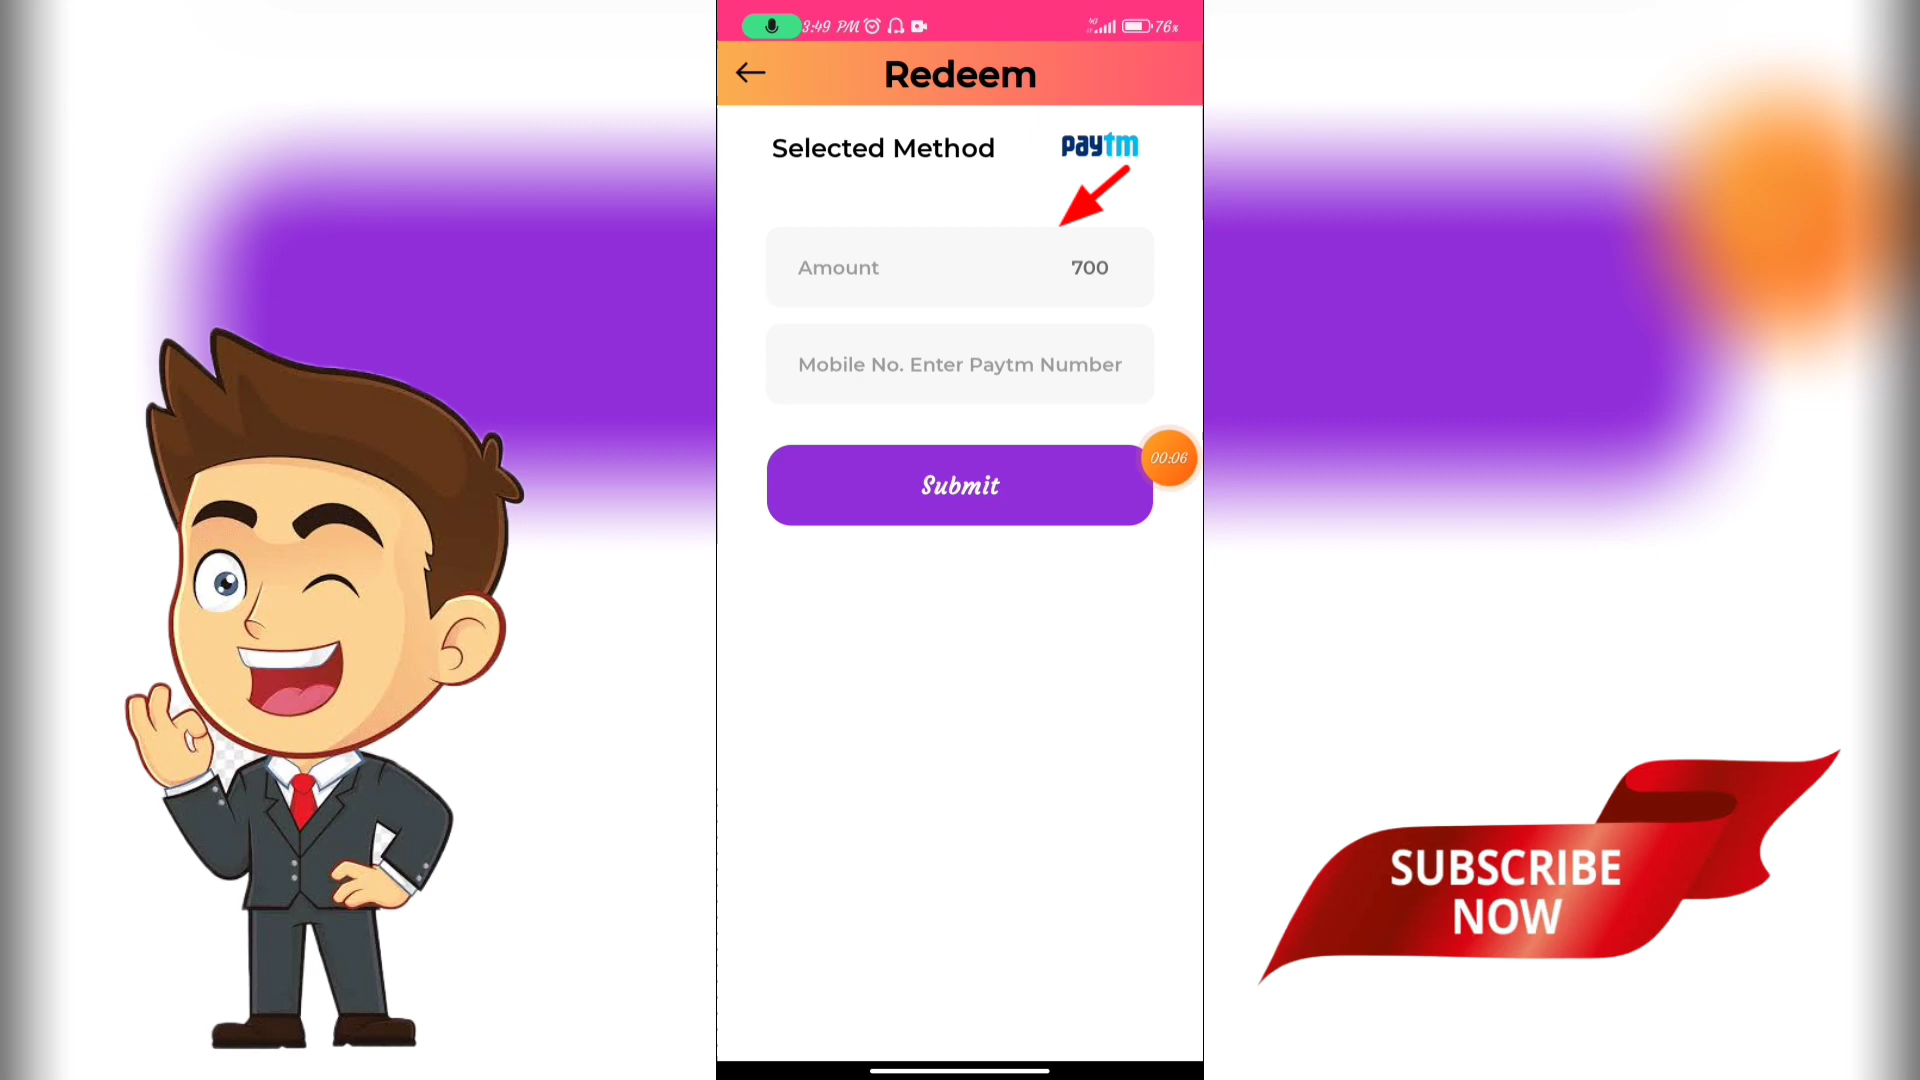 3:49 PM
4G
76%
Redeem
Selected Method
paytm
Amount 700
Mobile No. Enter Paytm Number
00:06
Submit
SUBSCRIBE
NOW